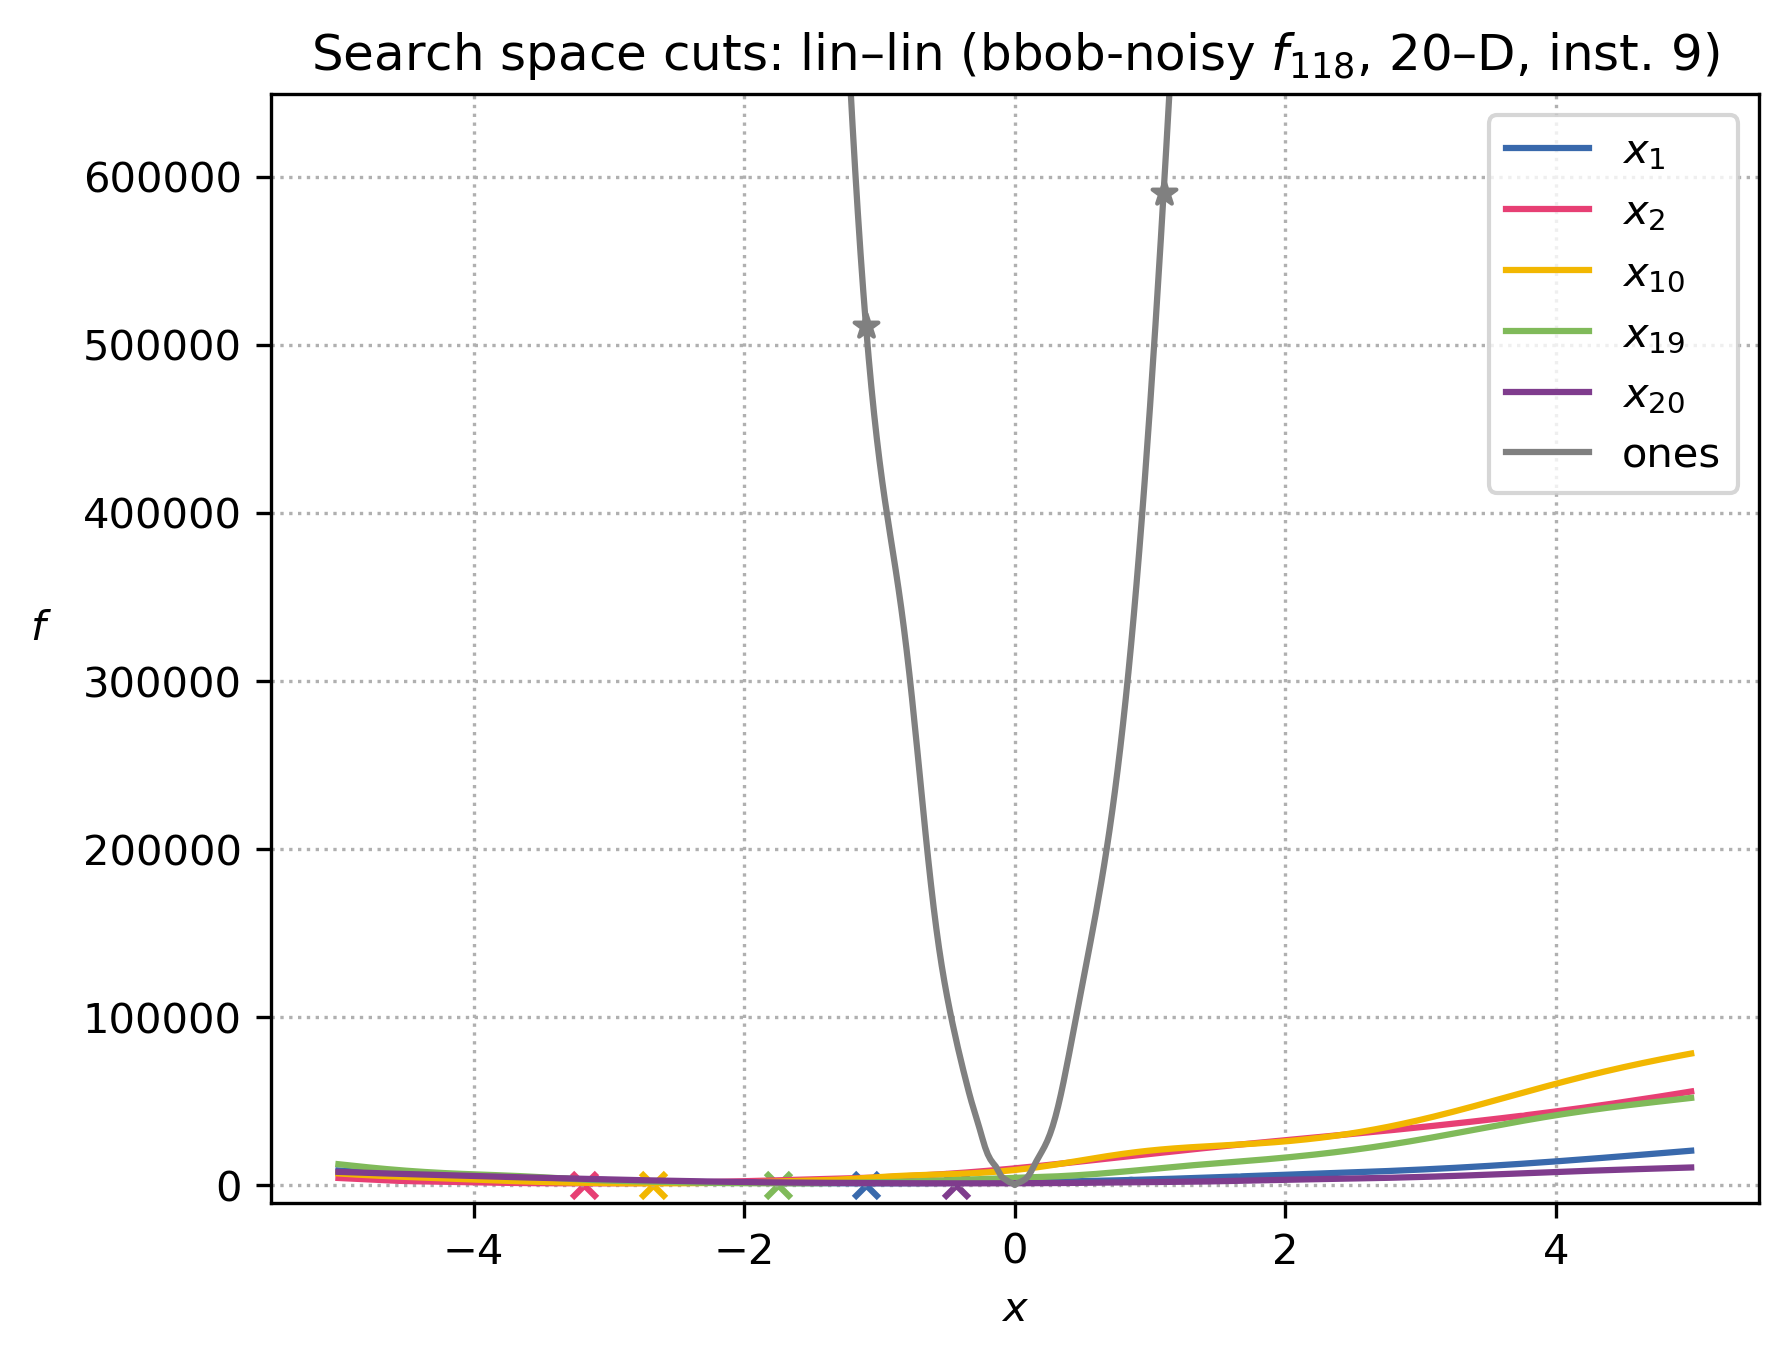 Search space cuts: lin–lin (bbob-noisy f₁₁₈, 20–D, inst. 9)
600000
500000
400000
300000
200000
100000
0
f
−4
−2
0
2
4
x
x₁
x₂
x₁₀
x₁₉
x₂₀
ones